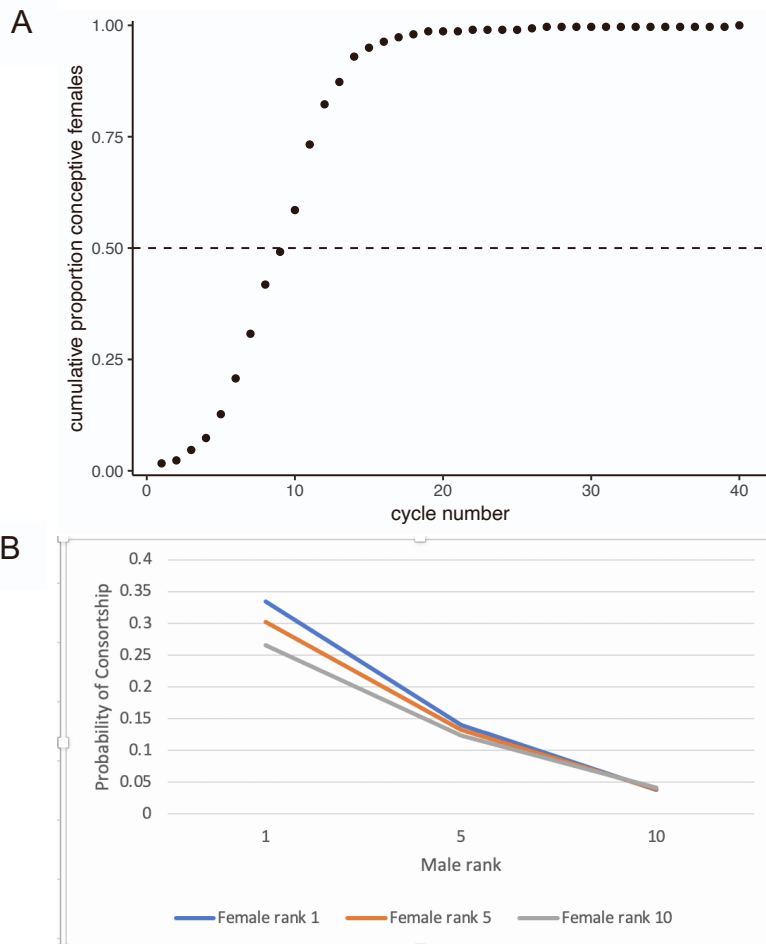 A
cumulative proportion conceptive females
1.00
0.75
0.50
0.25
0.00
0 10 20 30 40
cycle number
B
Probability of Consortship
0.4
0.35
0.3
0.25
0.2
0.15
0.1
0.05
0
1 5 10
Male rank
Female rank 1 Female rank 5 Female rank 10